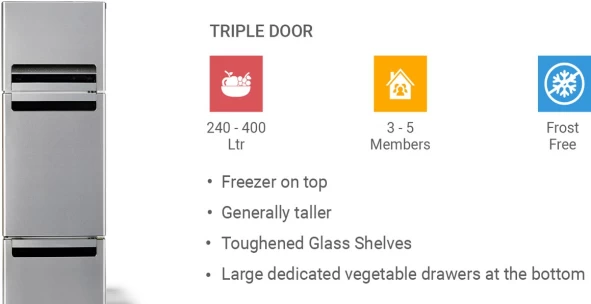 TRIPLE DOOR
240 - 400
Ltr
3 - 5
Members
Frost
Free
• Freezer on top
• Generally taller
• Toughened Glass Shelves
• Large dedicated vegetable drawers at the bottom